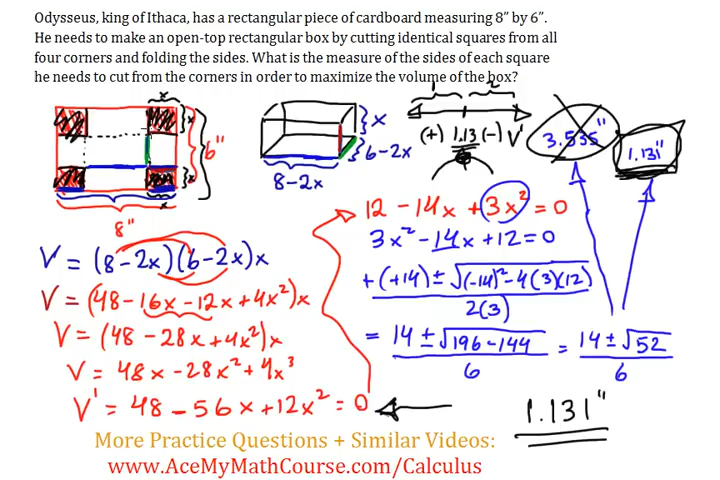 Odysseus, king of Ithaca, has a rectangular piece of cardboard measuring 8” by 6”.
He needs to make an open-top rectangular box by cutting identical squares from all
four corners and folding the sides. What is the measure of the sides of each square
he needs to cut from the corners in order to maximize the volume of the box?
x
x
6"
x
x
8"
x
6-2x
8-2x
1 2
(+) 1.13 (-) V'
3.535"
1.131"
V = (8-2x)(6-2x)x
V = (48-16x-12x+4x²)x
V = (48-28x+4x²)x
V = 48x-28x²+4x³
V' = 48-56x+12x² = 0
12-14x+3x² = 0
3x²-14x+12=0
+(+14)±√(-14)²-4(3)(12)
2(3)
= 14±√196-144 = 14±√52
6 6
1.131"
More Practice Questions + Similar Videos:
www.AceMyMathCourse.com/Calculus